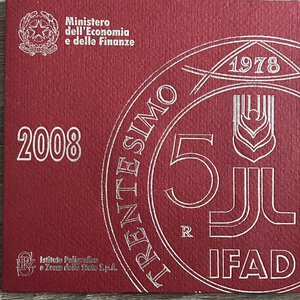 Ministero
dell'Economia
e delle Finanze
1978
2008
TRENTESIMO
5
R
IFAD
Istituto Poligrafico
e Zecca dello Stato S.p.A.